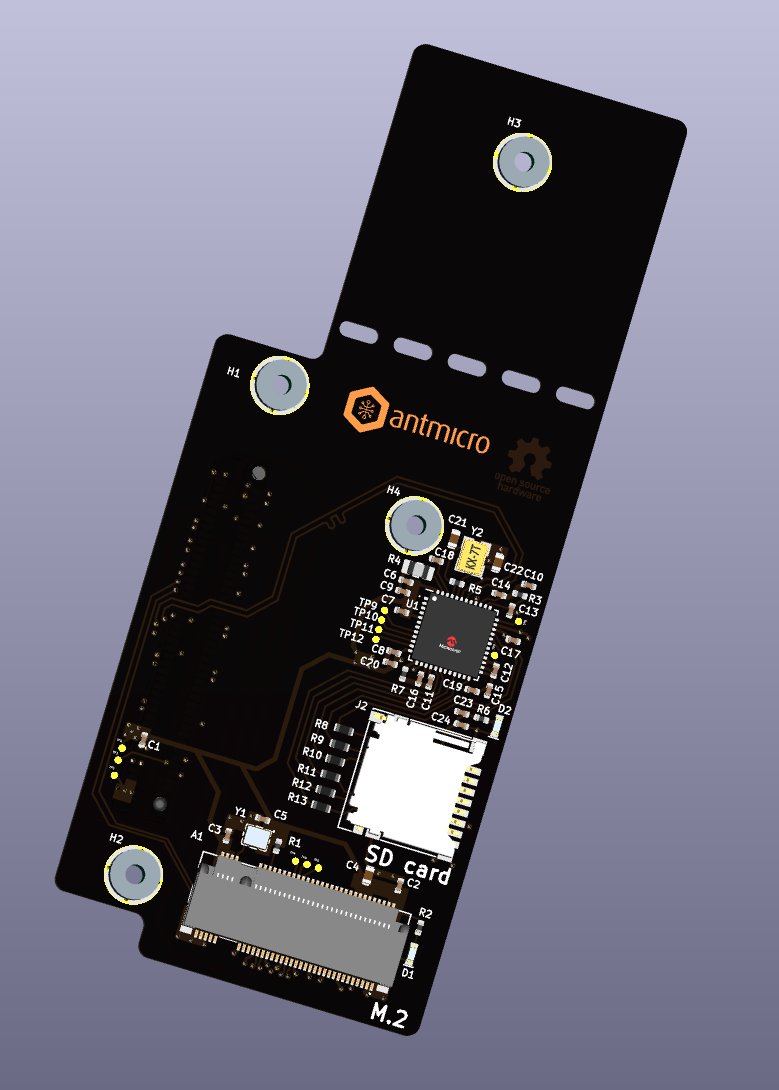 H3
H1
antmicro
open source
hardware
H4
C21
Y2
C18
KX-7T
R4
C22
C10
C6
R5
C14
R3
C9
C7
U1
C13
TP9
TP10
TP11
TP12
MICROCHIP
C8
C17
C20
C12
R7
C16
C11
C19
C15
J2
C23
R6
D2
C24
R8
R9
R10
R11
R12
R13
C1
Y1
C5
C3
A1
R1
H2
SD card
C4
C2
R2
D1
M.2